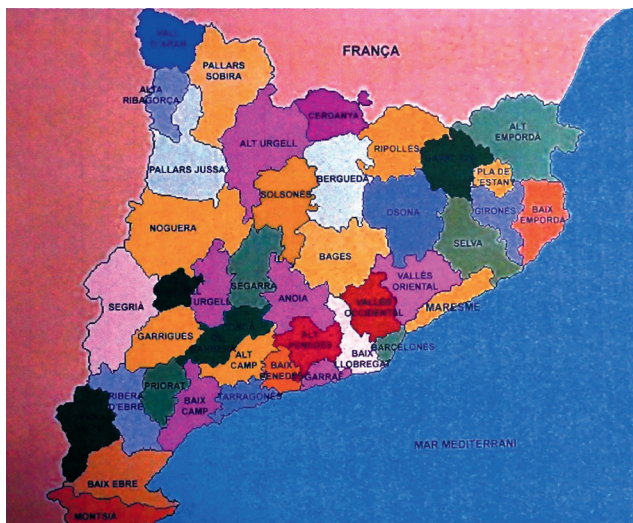 VALL
D'ARAN
FRANÇA
PALLARS
SOBIRA
ALTA
RIBAGORÇA
CERDANYA
ALT URGELL
RIPOLLÈS
ALT
EMPORDÀ
PALLARS JUSSA
BERGUEDÀ
PLA DE
L'ESTANY
SOLSONÈS
OSONA
GIRONÈS
BAIX
EMPORDÀ
NOGUERA
SELVA
BAGES
VALLÈS
ORIENTAL
SEGARRA
SEGRIÀ
URGELL
ANOIA
VALLÈS
OCCIDENTAL
MARESME
GARRIGUES
ALT
PENEDÈS
BARCELONÈS
ALT
CAMP
BAIX
LLOBREGAT
BAIX
PENEDÈS
GARRAF
PRIORAT
RIBERA
D'EBRE
BAIX
CAMP
TARRAGONÈS
MAR MEDITERRANI
BAIX EBRE
MONTSIÀ